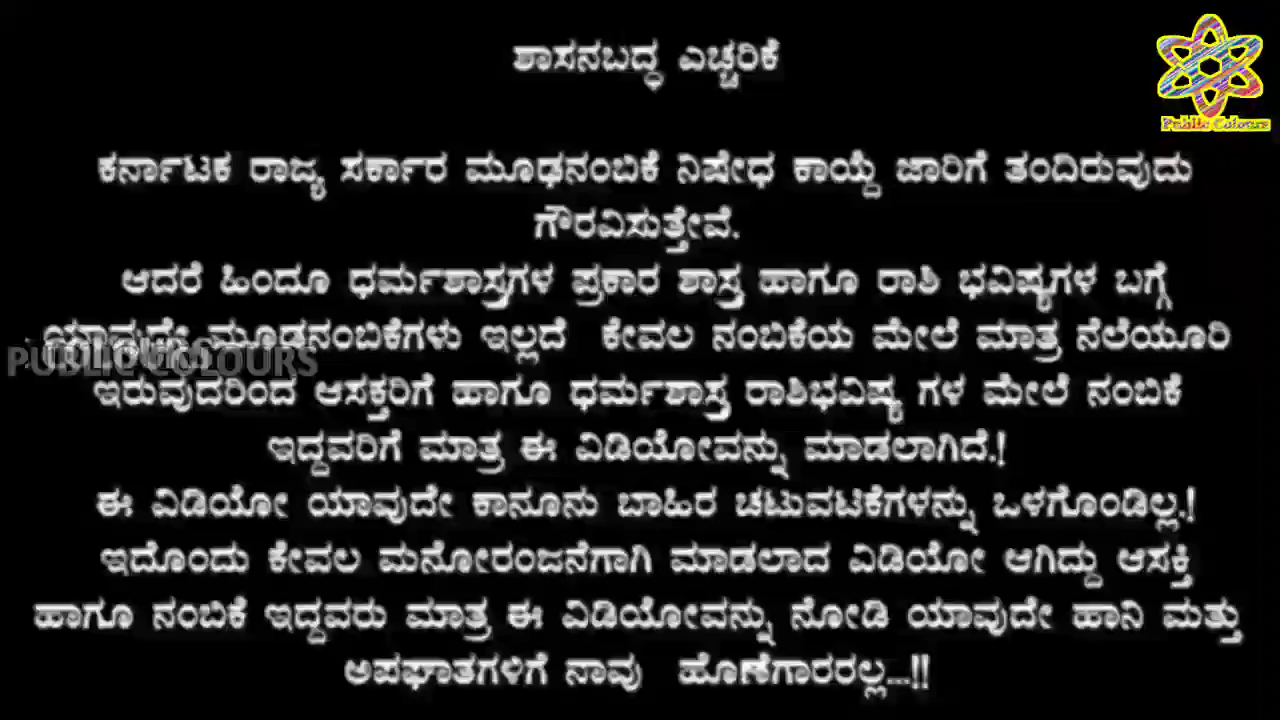 ಶಾಸನಬದ್ಧ ಎಚ್ಚರಿಕೆ
Public Colours
ಕರ್ನಾಟಕ ರಾಜ್ಯ ಸರ್ಕಾರ ಮೂಢನಂಬಿಕೆ ನಿಷೇಧ ಕಾಯ್ದೆ ಜಾರಿಗೆ ತಂದಿರುವುದು
ಗೌರವಿಸುತ್ತೇವೆ.
ಆದರೆ ಹಿಂದೂ ಧರ್ಮಶಾಸ್ತ್ರಗಳ ಪ್ರಕಾರ ಶಾಸ್ತ್ರ ಹಾಗೂ ರಾಶಿ ಭವಿಷ್ಯಗಳ ಬಗ್ಗೆ
ಯಾವುದೇ ಮೂಡನಂಬಿಕೆಗಳು ಇಲ್ಲದೆ ಕೇವಲ ನಂಬಿಕೆಯ ಮೇಲೆ ಮಾತ್ರ ನೆಲೆಯೂರಿ
PUBLIC COLOURS
ಇರುವುದರಿಂದ ಆಸಕ್ತರಿಗೆ ಹಾಗೂ ಧರ್ಮಶಾಸ್ತ್ರ ರಾಶಿಭವಿಷ್ಯ ಗಳ ಮೇಲೆ ನಂಬಿಕೆ
ಇದ್ದವರಿಗೆ ಮಾತ್ರ ಈ ವಿಡಿಯೋವನ್ನು ಮಾಡಲಾಗಿದೆ.!
ಈ ವಿಡಿಯೋ ಯಾವುದೇ ಕಾನೂನು ಬಾಹಿರ ಚಟುವಟಿಕೆಗಳನ್ನು ಒಳಗೊಂಡಿಲ್ಲ.!
ಇದೊಂದು ಕೇವಲ ಮನೋರಂಜನೆಗಾಗಿ ಮಾಡಲಾದ ವಿಡಿಯೋ ಆಗಿದ್ದು ಆಸಕ್ತಿ
ಹಾಗೂ ನಂಬಿಕೆ ಇದ್ದವರು ಮಾತ್ರ ಈ ವಿಡಿಯೋವನ್ನು ನೋಡಿ ಯಾವುದೇ ಹಾನಿ ಮತ್ತು
ಅಪಘಾತಗಳಿಗೆ ನಾವು ಹೊಣೆಗಾರರಲ್ಲ...!!